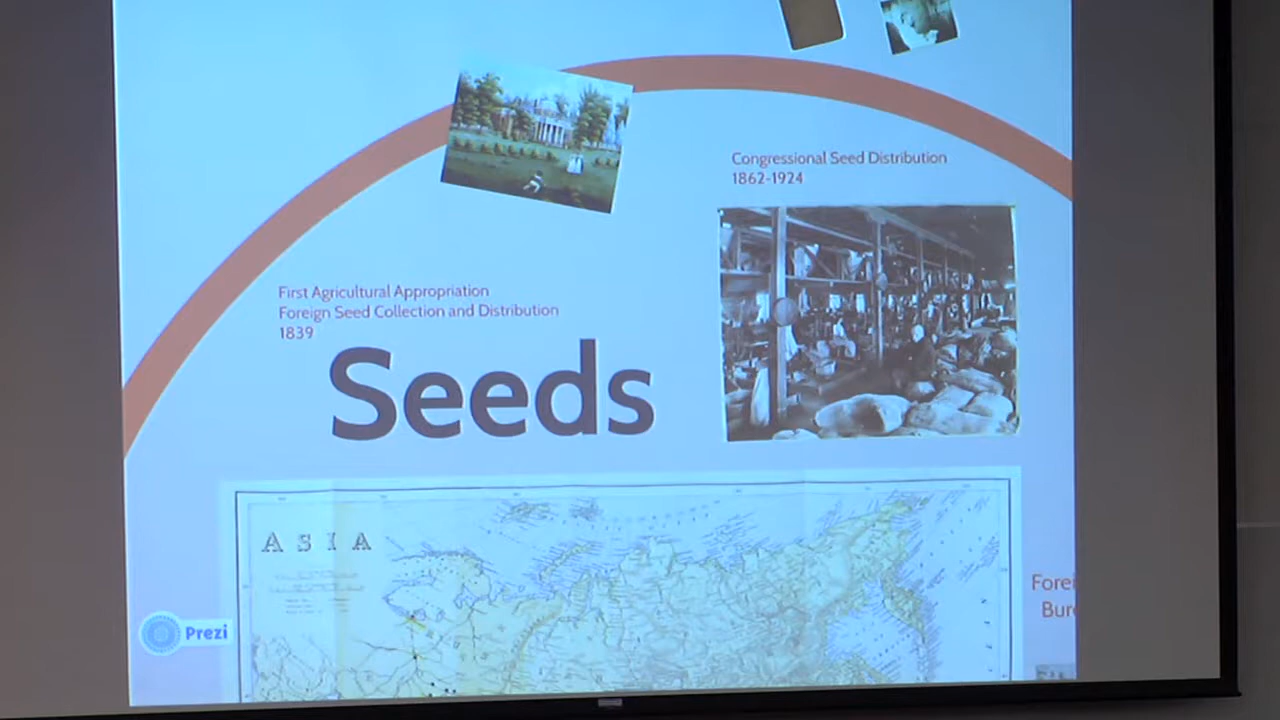 Congressional Seed Distribution
1862-1924
First Agricultural Appropriation
Foreign Seed Collection and Distribution
1839
Seeds
ASIA
Prezi